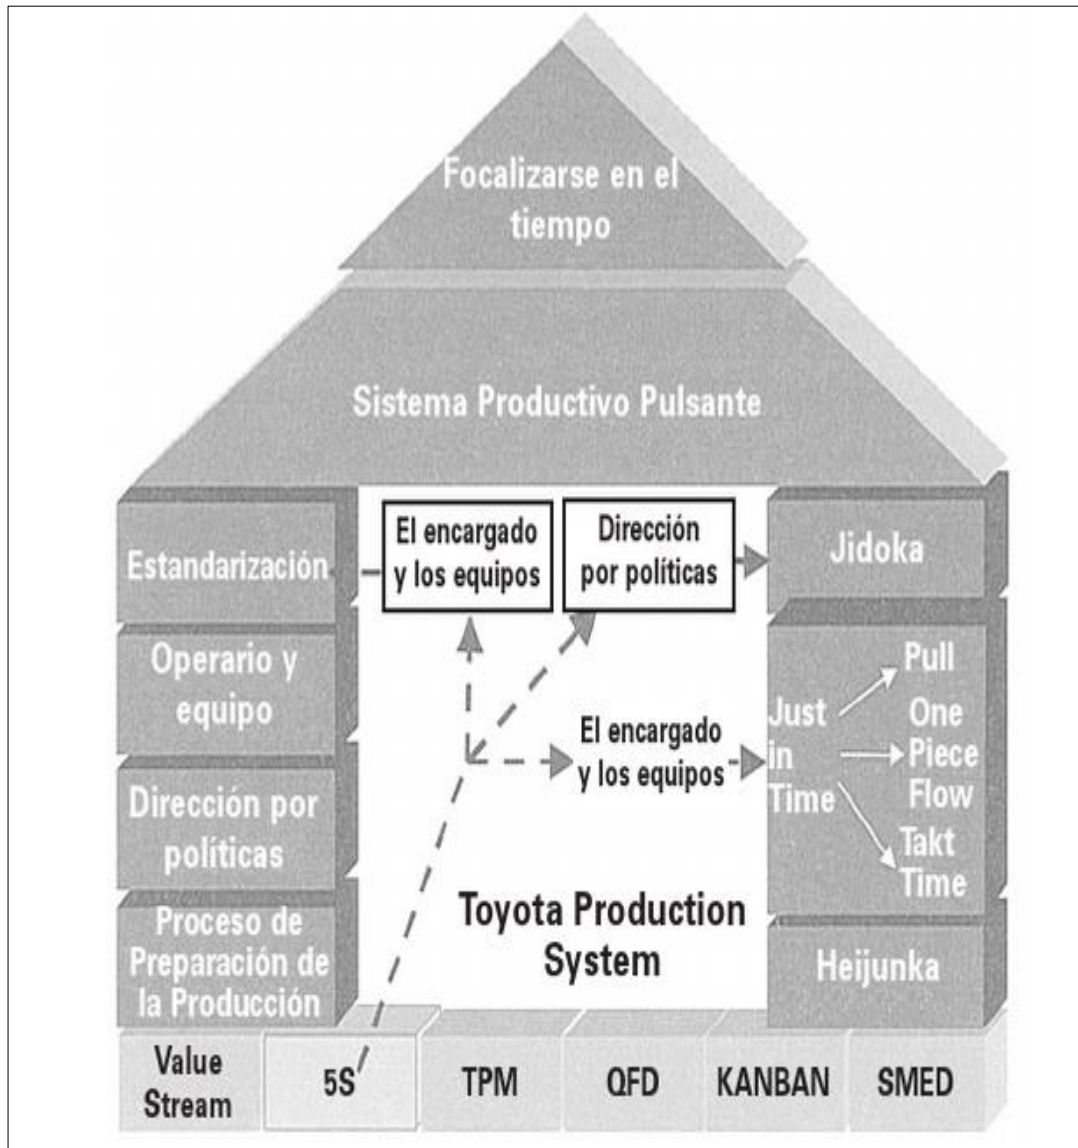 Focalizarse en el
tiempo
Sistema Productivo Pulsante
Estandarización
El encargado
y los equipos
Dirección
por políticas
Jidoka
Operario y
equipo
Pull
Just
in
Time
One
Piece
Flow
Takt
Time
El encargado
y los equipos
Dirección por
políticas
Toyota Production
System
Proceso de
Preparación de
la Producción
Heijunka
Value
Stream
5S
TPM
QFD
KANBAN
SMED